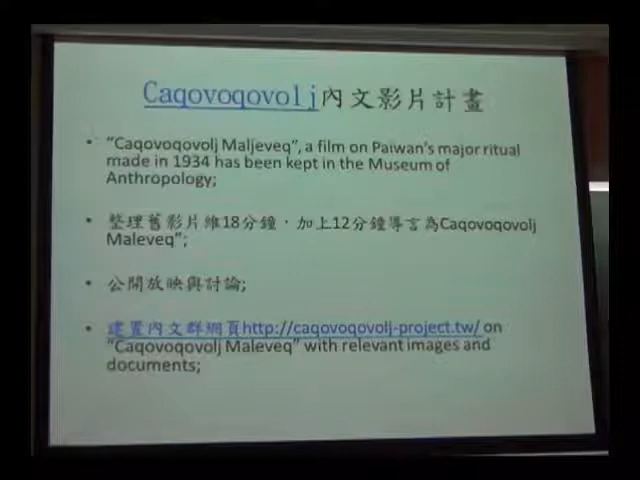 Caqovoqovolj內文影片計畫
• "Caqovoqovolj Maljeveq", a film on Paiwan's major ritual
made in 1934 has been kept in the Museum of
Anthropology;
• 整理舊影片維18分鐘，加上12分鐘導言為Caqovoqovolj
Maleveq";
• 公開放映與討論;
• 建置內文群網頁http://caqovoqovolj-project.tw/ on
"Caqovoqovolj Maleveq" with relevant images and
documents;